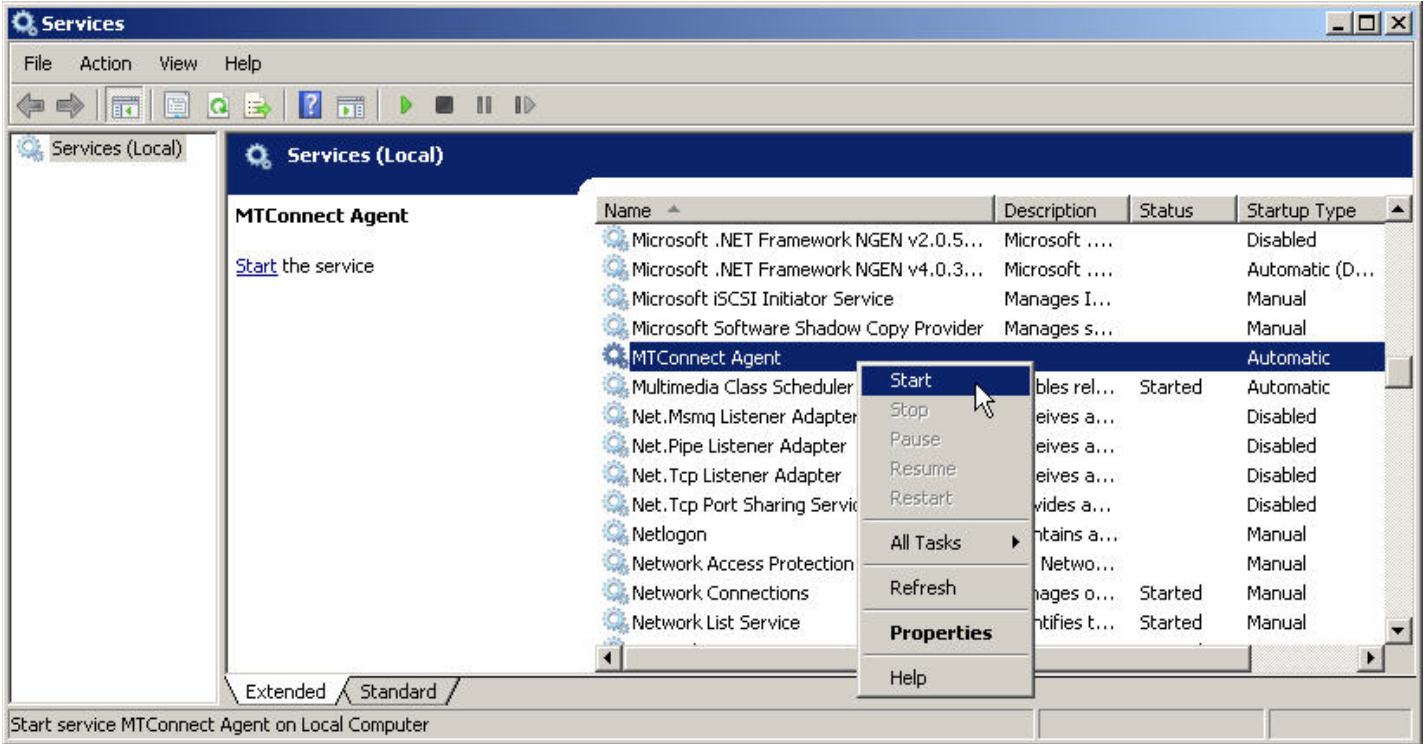 Services
File Action View Help
Services (Local)
Services (Local)
MTConnect Agent
Start the service
Name Description Status Startup Type
Microsoft .NET Framework NGEN v2.0.5... Microsoft .... Disabled
Microsoft .NET Framework NGEN v4.0.3... Microsoft .... Automatic (D...
Microsoft iSCSI Initiator Service Manages I... Manual
Microsoft Software Shadow Copy Provider Manages s... Manual
MTConnect Agent Automatic
Multimedia Class Scheduler bles rel... Started Automatic
Net.Msmq Listener Adapter eives a... Disabled
Net.Pipe Listener Adapter eives a... Disabled
Net.Tcp Listener Adapter eives a... Disabled
Net.Tcp Port Sharing Servic vides a... Disabled
Netlogon ntains a... Manual
Network Access Protection Netwo... Manual
Network Connections nages o... Started Manual
Network List Service ntifies t... Started Manual
Start
Stop
Pause
Resume
Restart
All Tasks
Refresh
Properties
Help
Extended Standard
Start service MTConnect Agent on Local Computer